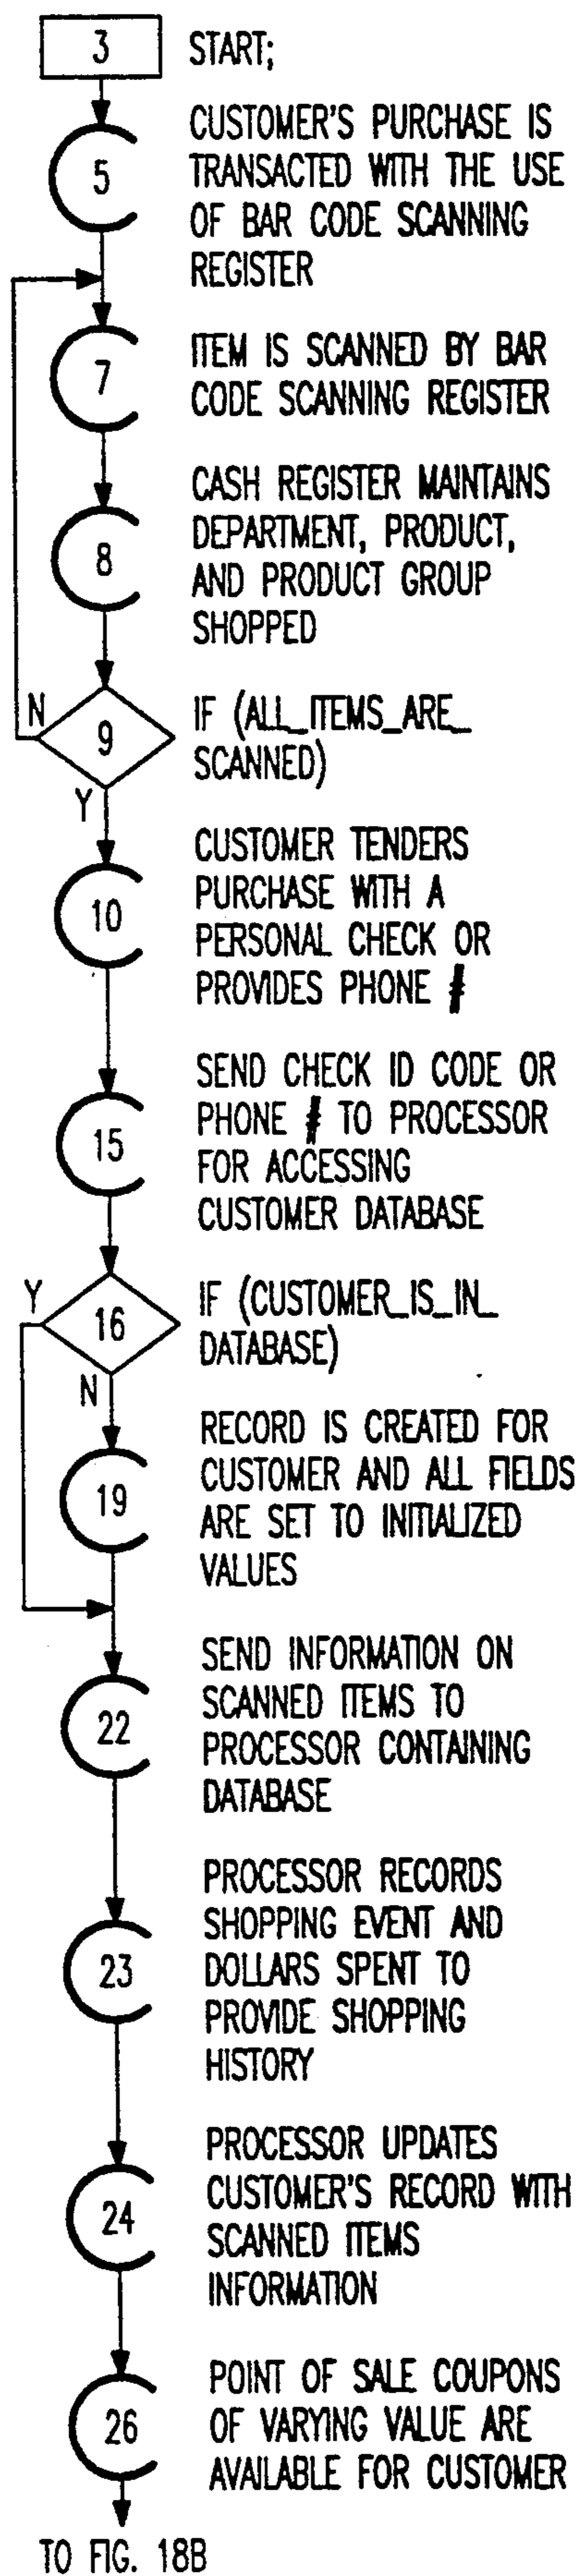 3 START;
5 CUSTOMER'S PURCHASE IS
TRANSACTED WITH THE USE
OF BAR CODE SCANNING
REGISTER
7 ITEM IS SCANNED BY BAR
CODE SCANNING REGISTER
8 CASH REGISTER MAINTAINS
DEPARTMENT, PRODUCT,
AND PRODUCT GROUP
SHOPPED
N 9 IF (ALL_ITEMS_ARE_
SCANNED)
Y
10 CUSTOMER TENDERS
PURCHASE WITH A
PERSONAL CHECK OR
PROVIDES PHONE #
15 SEND CHECK ID CODE OR
PHONE # TO PROCESSOR
FOR ACCESSING
CUSTOMER DATABASE
Y 16 IF (CUSTOMER_IS_IN_
DATABASE)
N
19 RECORD IS CREATED FOR
CUSTOMER AND ALL FIELDS
ARE SET TO INITIALIZED
VALUES
22 SEND INFORMATION ON
SCANNED ITEMS TO
PROCESSOR CONTAINING
DATABASE
23 PROCESSOR RECORDS
SHOPPING EVENT AND
DOLLARS SPENT TO
PROVIDE SHOPPING
HISTORY
24 PROCESSOR UPDATES
CUSTOMER'S RECORD WITH
SCANNED ITEMS
INFORMATION
26 POINT OF SALE COUPONS
OF VARYING VALUE ARE
AVAILABLE FOR CUSTOMER
TO FIG. 18B